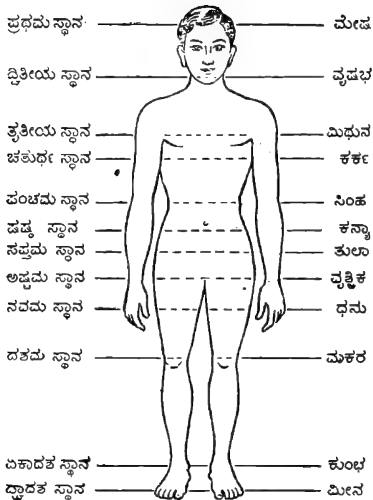 ಪ್ರಥಮ ಸ್ಥಾನ ಮೇಷ
ದ್ವಿತೀಯ ಸ್ಥಾನ ವೃಷಭ
ತೃತೀಯ ಸ್ಥಾನ ಮಿಥುನ
ಚತುರ್ಥ ಸ್ಥಾನ ಕರ್ಕ
ಪಂಚಮ ಸ್ಥಾನ ಸಿಂಹ
ಷಷ್ಠ ಸ್ಥಾನ ಕನ್ಯಾ
ಸಪ್ತಮ ಸ್ಥಾನ ತುಲಾ
ಅಷ್ಟಮ ಸ್ಥಾನ ವೃಶ್ಚಿಕ
ನವಮ ಸ್ಥಾನ ಧನು
ದಶಮ ಸ್ಥಾನ ಮಕರ
ಏಕಾದಶ ಸ್ಥಾನ ಕುಂಭ
ದ್ವಾದಶ ಸ್ಥಾನ ಮೀನ